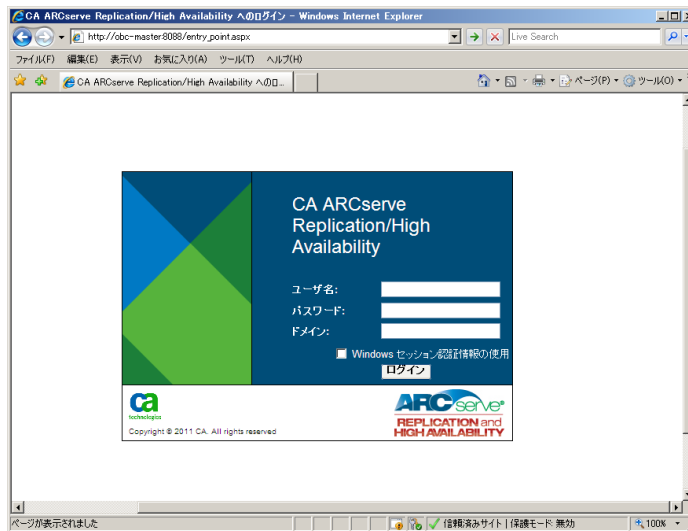 CA ARCserve Replication/High Availability へのログイン - Windows Internet Explorer
http://obc-master:8088/entry_point.aspx
Live Search
ファイル(F) 編集(E) 表示(V) お気に入り(A) ツール(T) ヘルプ(H)
CA ARCserve Replication/High Availability へのロ...
ページ(P) ツール(O)
CA ARCserve
Replication/High
Availability
ユーザ名:
パスワード:
ドメイン:
Windows セッション認証情報の使用
ログイン
ca
technologies
Copyright © 2011 CA. All rights reserved
ARCserve®
REPLICATION and
HIGH AVAILABILITY
ページが表示されました
信頼済みサイト | 保護モード: 無効
100%